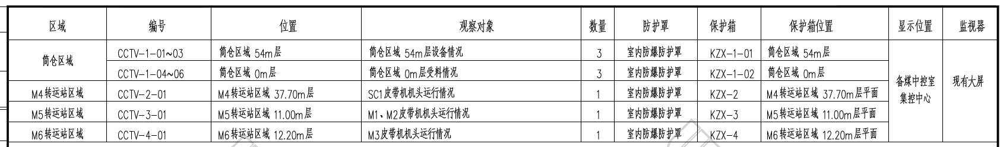 区域 编号 位置 观察对象 数量 防护罩 保护箱 保护箱位置 显示位置 监视器
筒仓区域 CCTV-1-01~03 筒仓区域 54m层 筒仓区域 54m层设备情况 3 室内防爆防护罩 KZX-1-01 筒仓区域 54m层
CCTV-1-04~06 筒仓区域 0m层 筒仓区域 0m层受料情况 3 室内防爆防护罩 KZX-1-02 筒仓区域 0m层
备煤中控室 现有大屏
M4转运站区域 CCTV-2-01 M4转运站区域 37.70m层 SC1皮带机机头运行情况 1 室内防爆防护罩 KZX-2 M4转运站区域 37.70m层平面
集控中心
M5转运站区域 CCTV-3-01 M5转运站区域 11.00m层 M1、M2皮带机机头运行情况 1 室内防爆防护罩 KZX-3 M5转运站区域 11.00m层平面
M6转运站区域 CCTV-4-01 M6转运站区域 12.20m层 M3皮带机机头运行情况 1 室内防爆防护罩 KZX-4 M6转运站区域 12.20m层平面